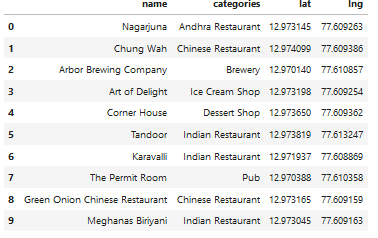 name categories lat lng
0 Nagarjuna Andhra Restaurant 12.973145 77.609263
1 Chung Wah Chinese Restaurant 12.974099 77.609386
2 Arbor Brewing Company Brewery 12.970140 77.610857
3 Art of Delight Ice Cream Shop 12.973198 77.609254
4 Corner House Dessert Shop 12.973650 77.609362
5 Tandoor Indian Restaurant 12.973819 77.613247
6 Karavalli Indian Restaurant 12.971937 77.608869
7 The Permit Room Pub 12.970388 77.610358
8 Green Onion Chinese Restaurant Chinese Restaurant 12.973165 77.609159
9 Meghanas Biriyani Indian Restaurant 12.973045 77.609163